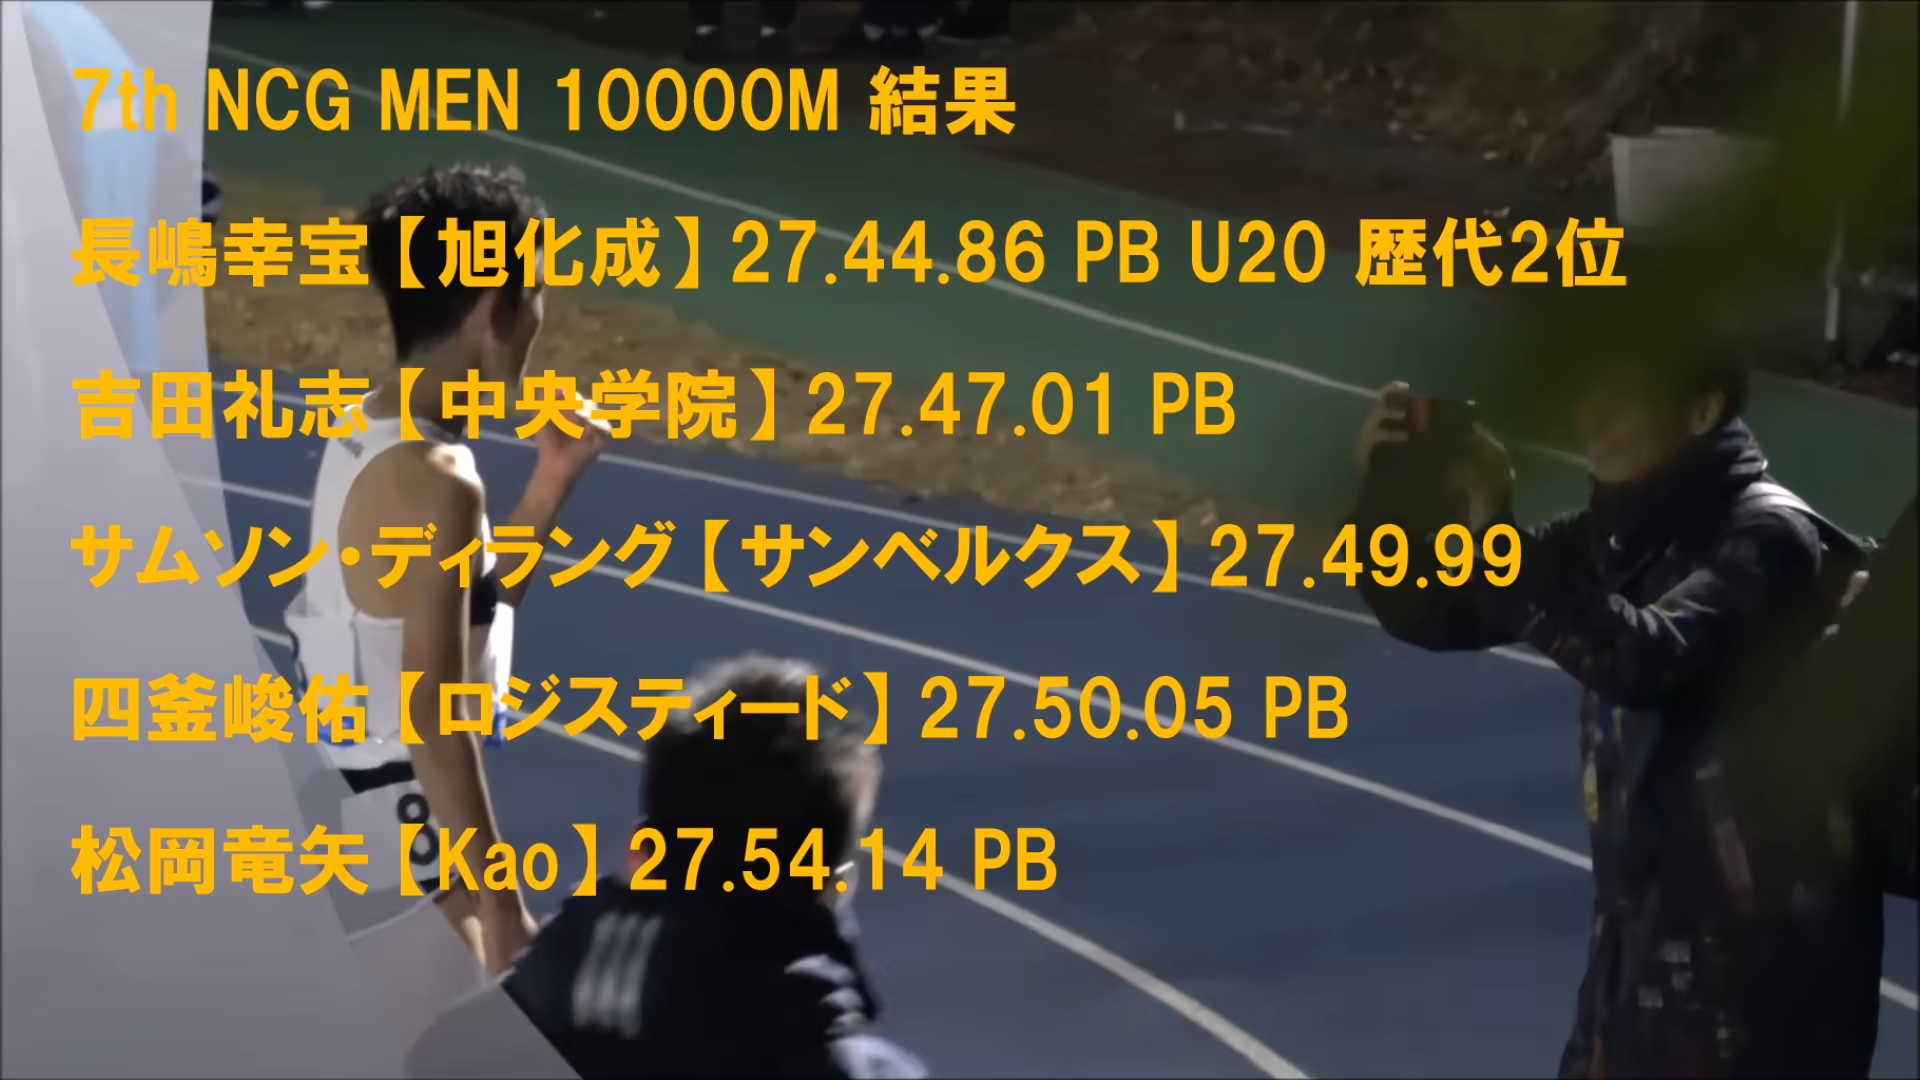 7th NCG MEN 10000M 結果
長嶋幸宝【旭化成】27.44.86 PB U20 歴代2位
吉田礼志【中央学院】27.47.01 PB
サムソン・ディラング【サンベルクス】27.49.99
四釜峻佑【ロジスティード】27.50.05 PB
松岡竜矢【Kao】27.54.14 PB
8